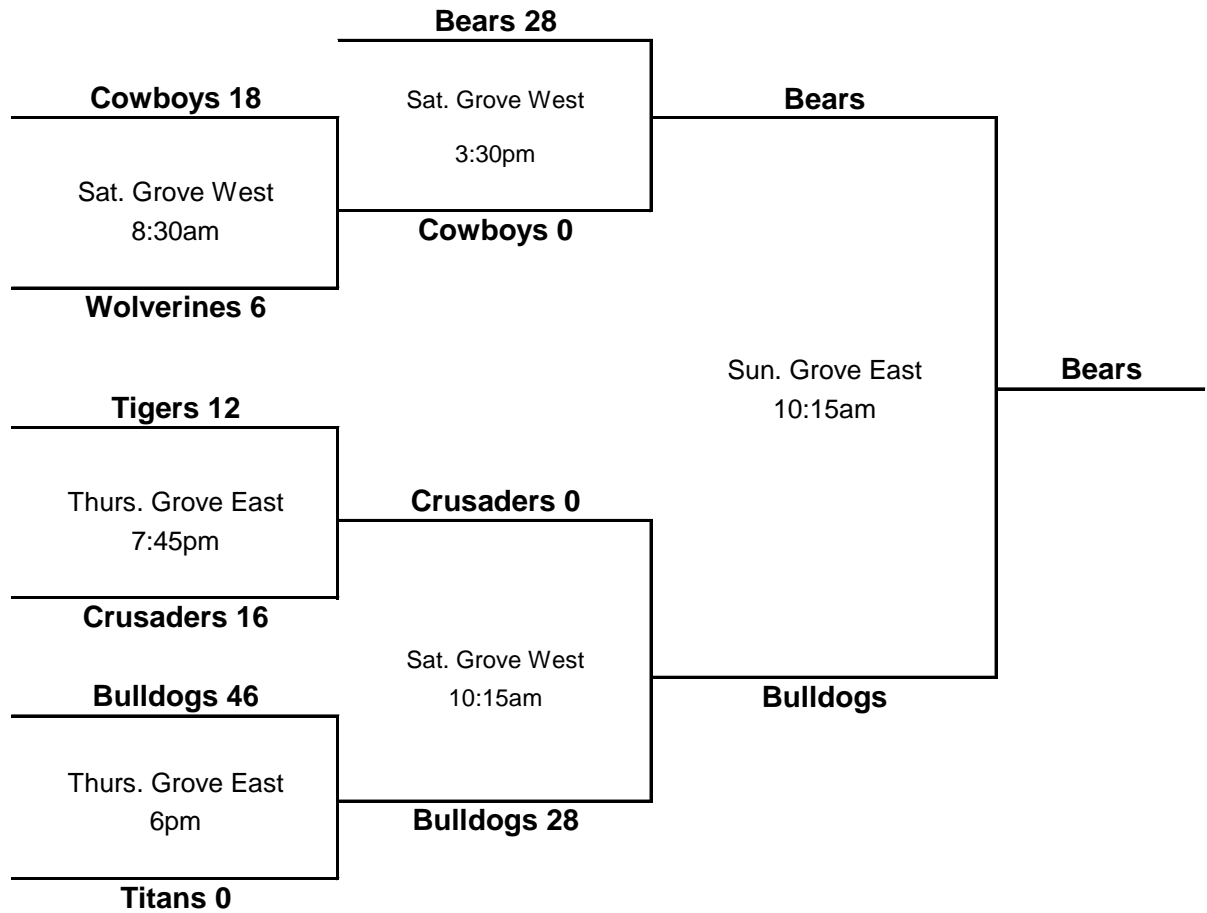 Bears 28
Cowboys 18
Sat. Grove West
3:30pm
Bears
Sat. Grove West
8:30am
Cowboys 0
Wolverines 6
Sun. Grove East
10:15am
Bears
Tigers 12
Thurs. Grove East
7:45pm
Crusaders 0
Crusaders 16
Sat. Grove West
10:15am
Bulldogs 46
Bulldogs
Thurs. Grove East
6pm
Bulldogs 28
Titans 0